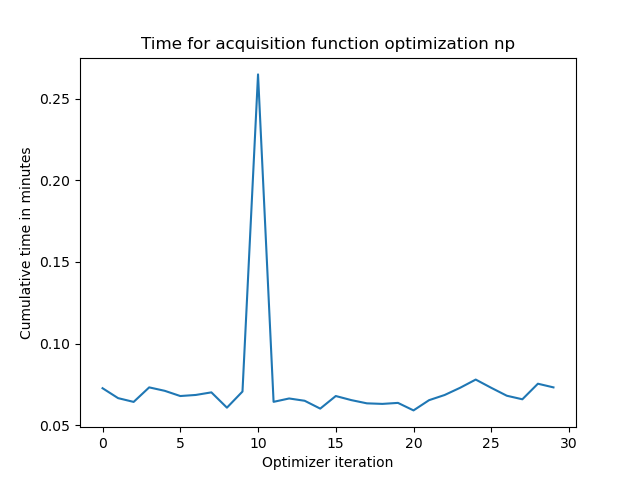 Time for acquisition function optimization np
Cumulative time in minutes
0.25
0.20
0.15
0.10
0.05
0 5 10 15 20 25 30
Optimizer iteration